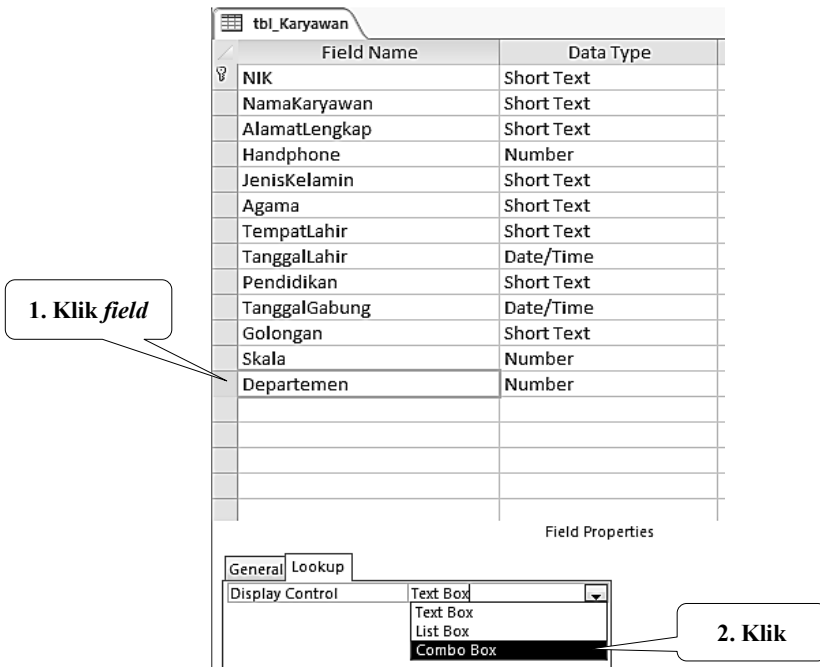 tbl_Karyawan
Field Name Data Type
NIK Short Text
NamaKaryawan Short Text
AlamatLengkap Short Text
Handphone Number
JenisKelamin Short Text
Agama Short Text
TempatLahir Short Text
TanggalLahir Date/Time
Pendidikan Short Text
TanggalGabung Date/Time
Golongan Short Text
Skala Number
Departemen Number
1. Klik field
Field Properties
General Lookup
Display Control Text Box
Text Box
List Box
Combo Box
2. Klik